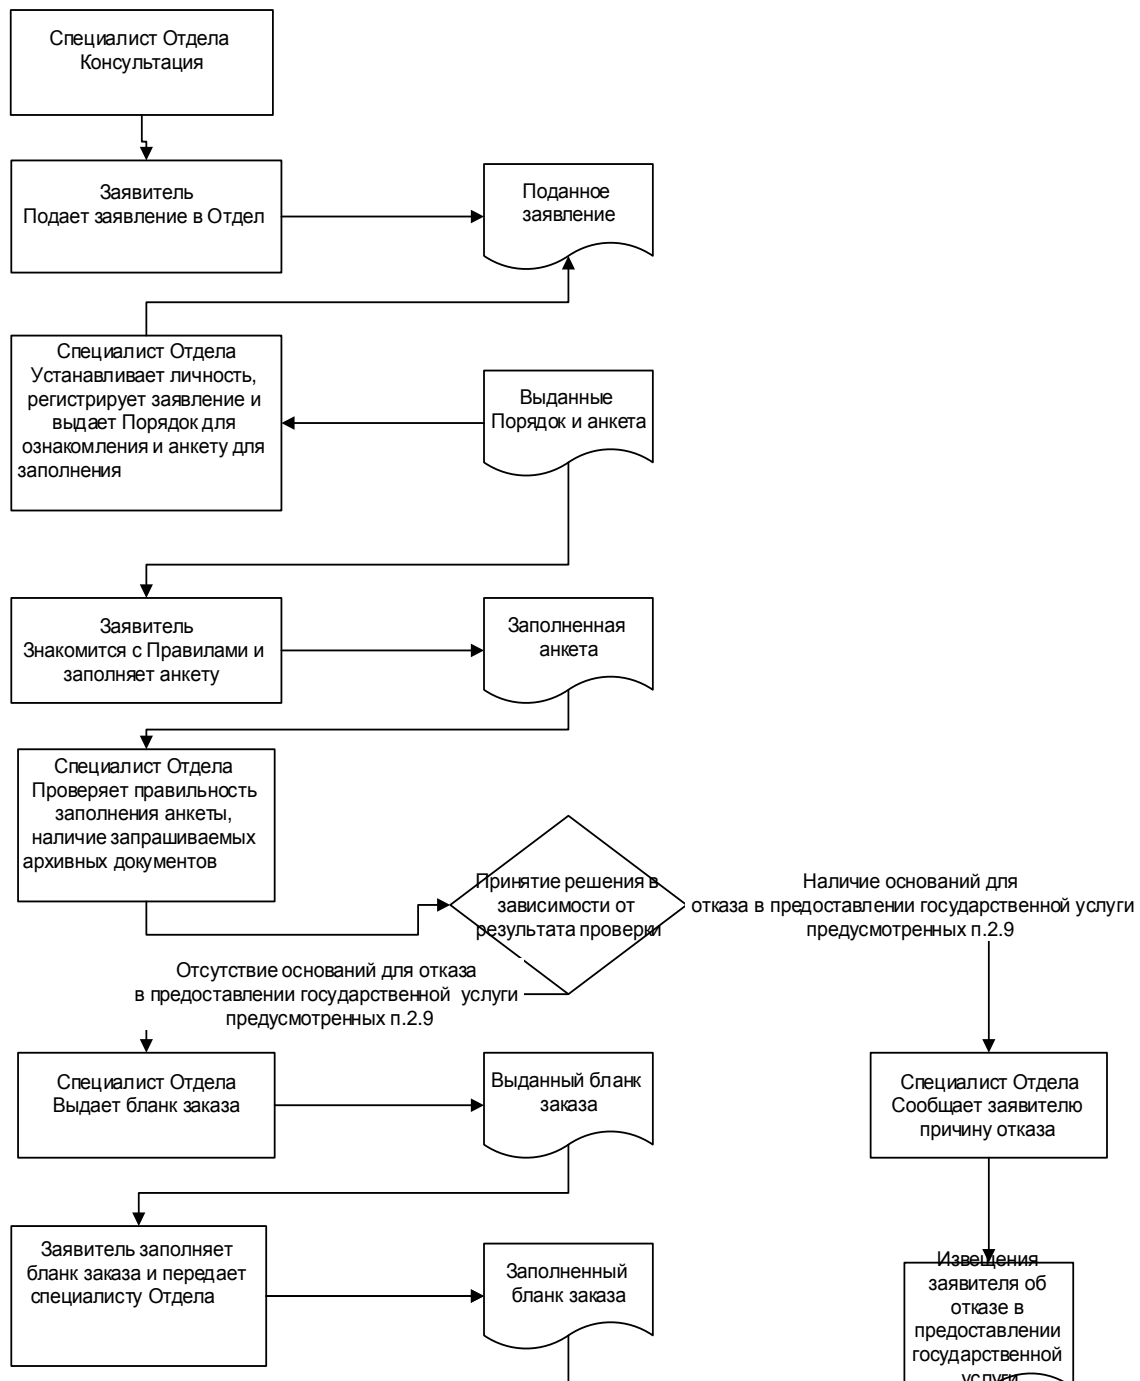 Специалист Отдела
Консультация
Заявитель
Подает заявление в Отдел
Поданное
заявление
Специалист Отдела
Устанавливает личность,
регистрирует заявление и
выдает Порядок для
ознакомления и анкету для
заполнения
Выданные
Порядок и анкета
Заявитель
Знакомится с Правилами и
заполняет анкету
Заполненная
анкета
Специалист Отдела
Проверяет правильность
заполнения анкеты,
наличие запрашиваемых
архивных документов
Принятие решения в
зависимости от
результата проверки
Наличие оснований для
отказа в предоставлении государственной услуги
предусмотренных п.2.9
Отсутствие оснований для отказа
в предоставлении государственной услуги
предусмотренных п.2.9
Специалист Отдела
Выдает бланк заказа
Выданный бланк
заказа
Специалист Отдела
Сообщает заявителю
причину отказа
Заявитель заполняет
бланк заказа и передает
специалисту Отдела
Заполненный
бланк заказа
Извещения
заявителя об
отказе в
предоставлении
государственной
услуги